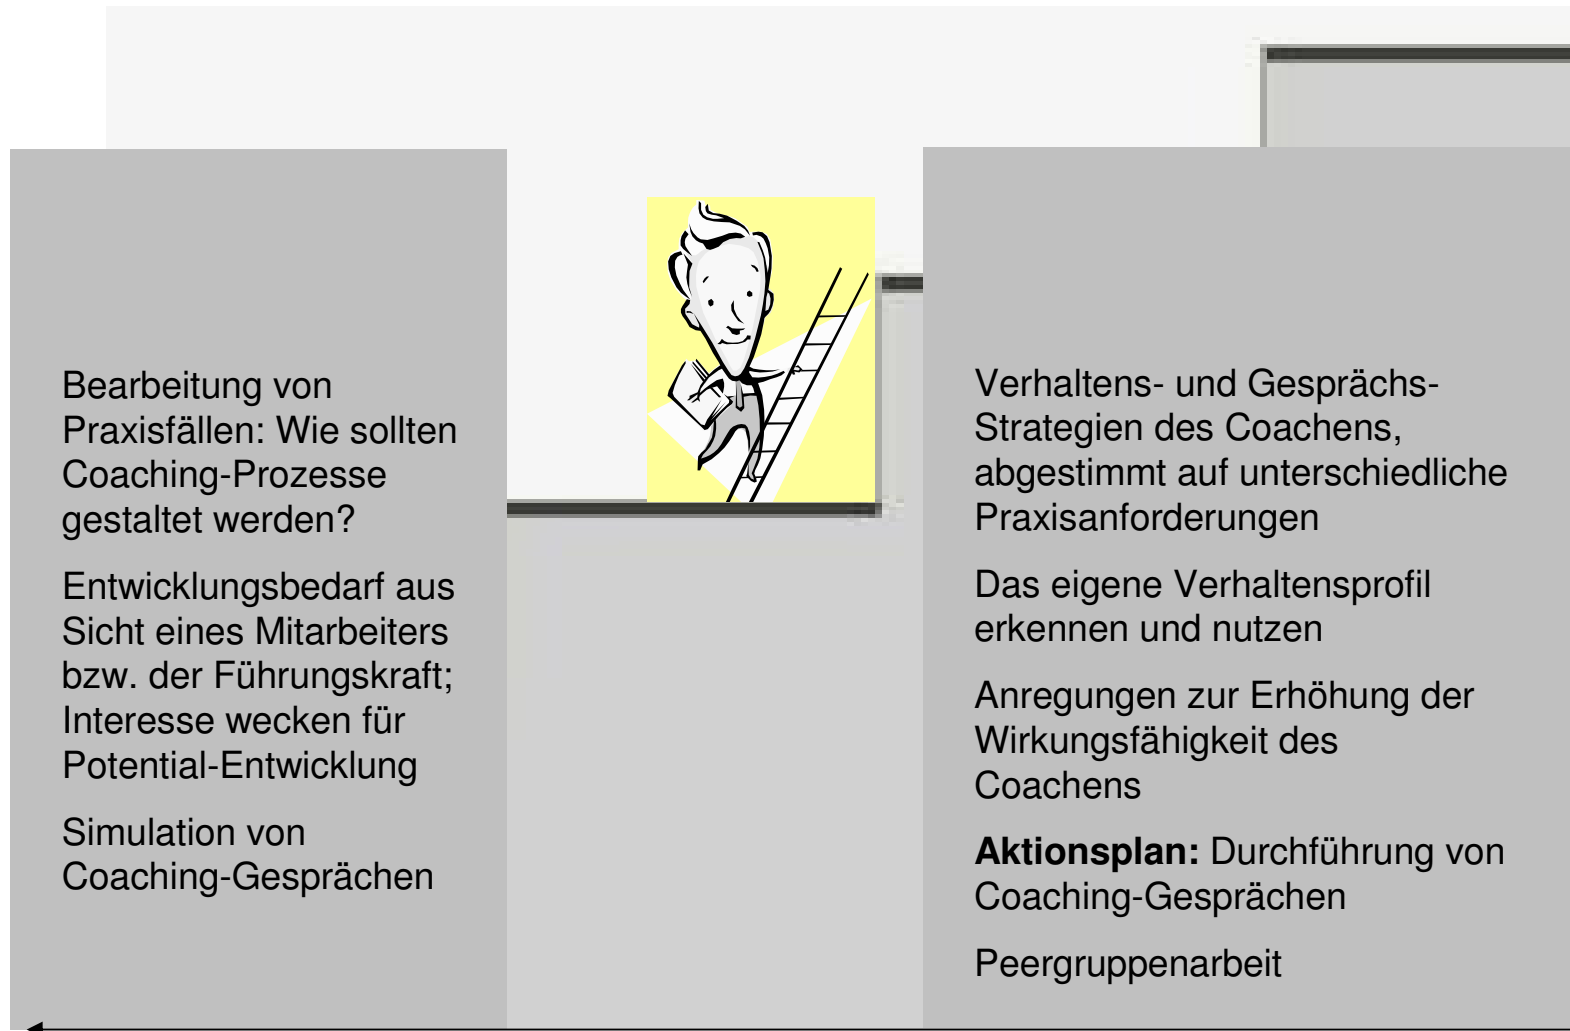 Bearbeitung von
Praxisfällen: Wie sollten
Coaching-Prozesse
gestaltet werden?
Entwicklungsbedarf aus
Sicht eines Mitarbeiters
bzw. der Führungskraft;
Interesse wecken für
Potential-Entwicklung
Simulation von
Coaching-Gesprächen
Verhaltens- und Gesprächs-
Strategien des Coachens,
abgestimmt auf unterschiedliche
Praxisanforderungen
Das eigene Verhaltensprofil
erkennen und nutzen
Anregungen zur Erhöhung der
Wirkungsfähigkeit des
Coachens
Aktionsplan: Durchführung von
Coaching-Gesprächen
Peergruppenarbeit